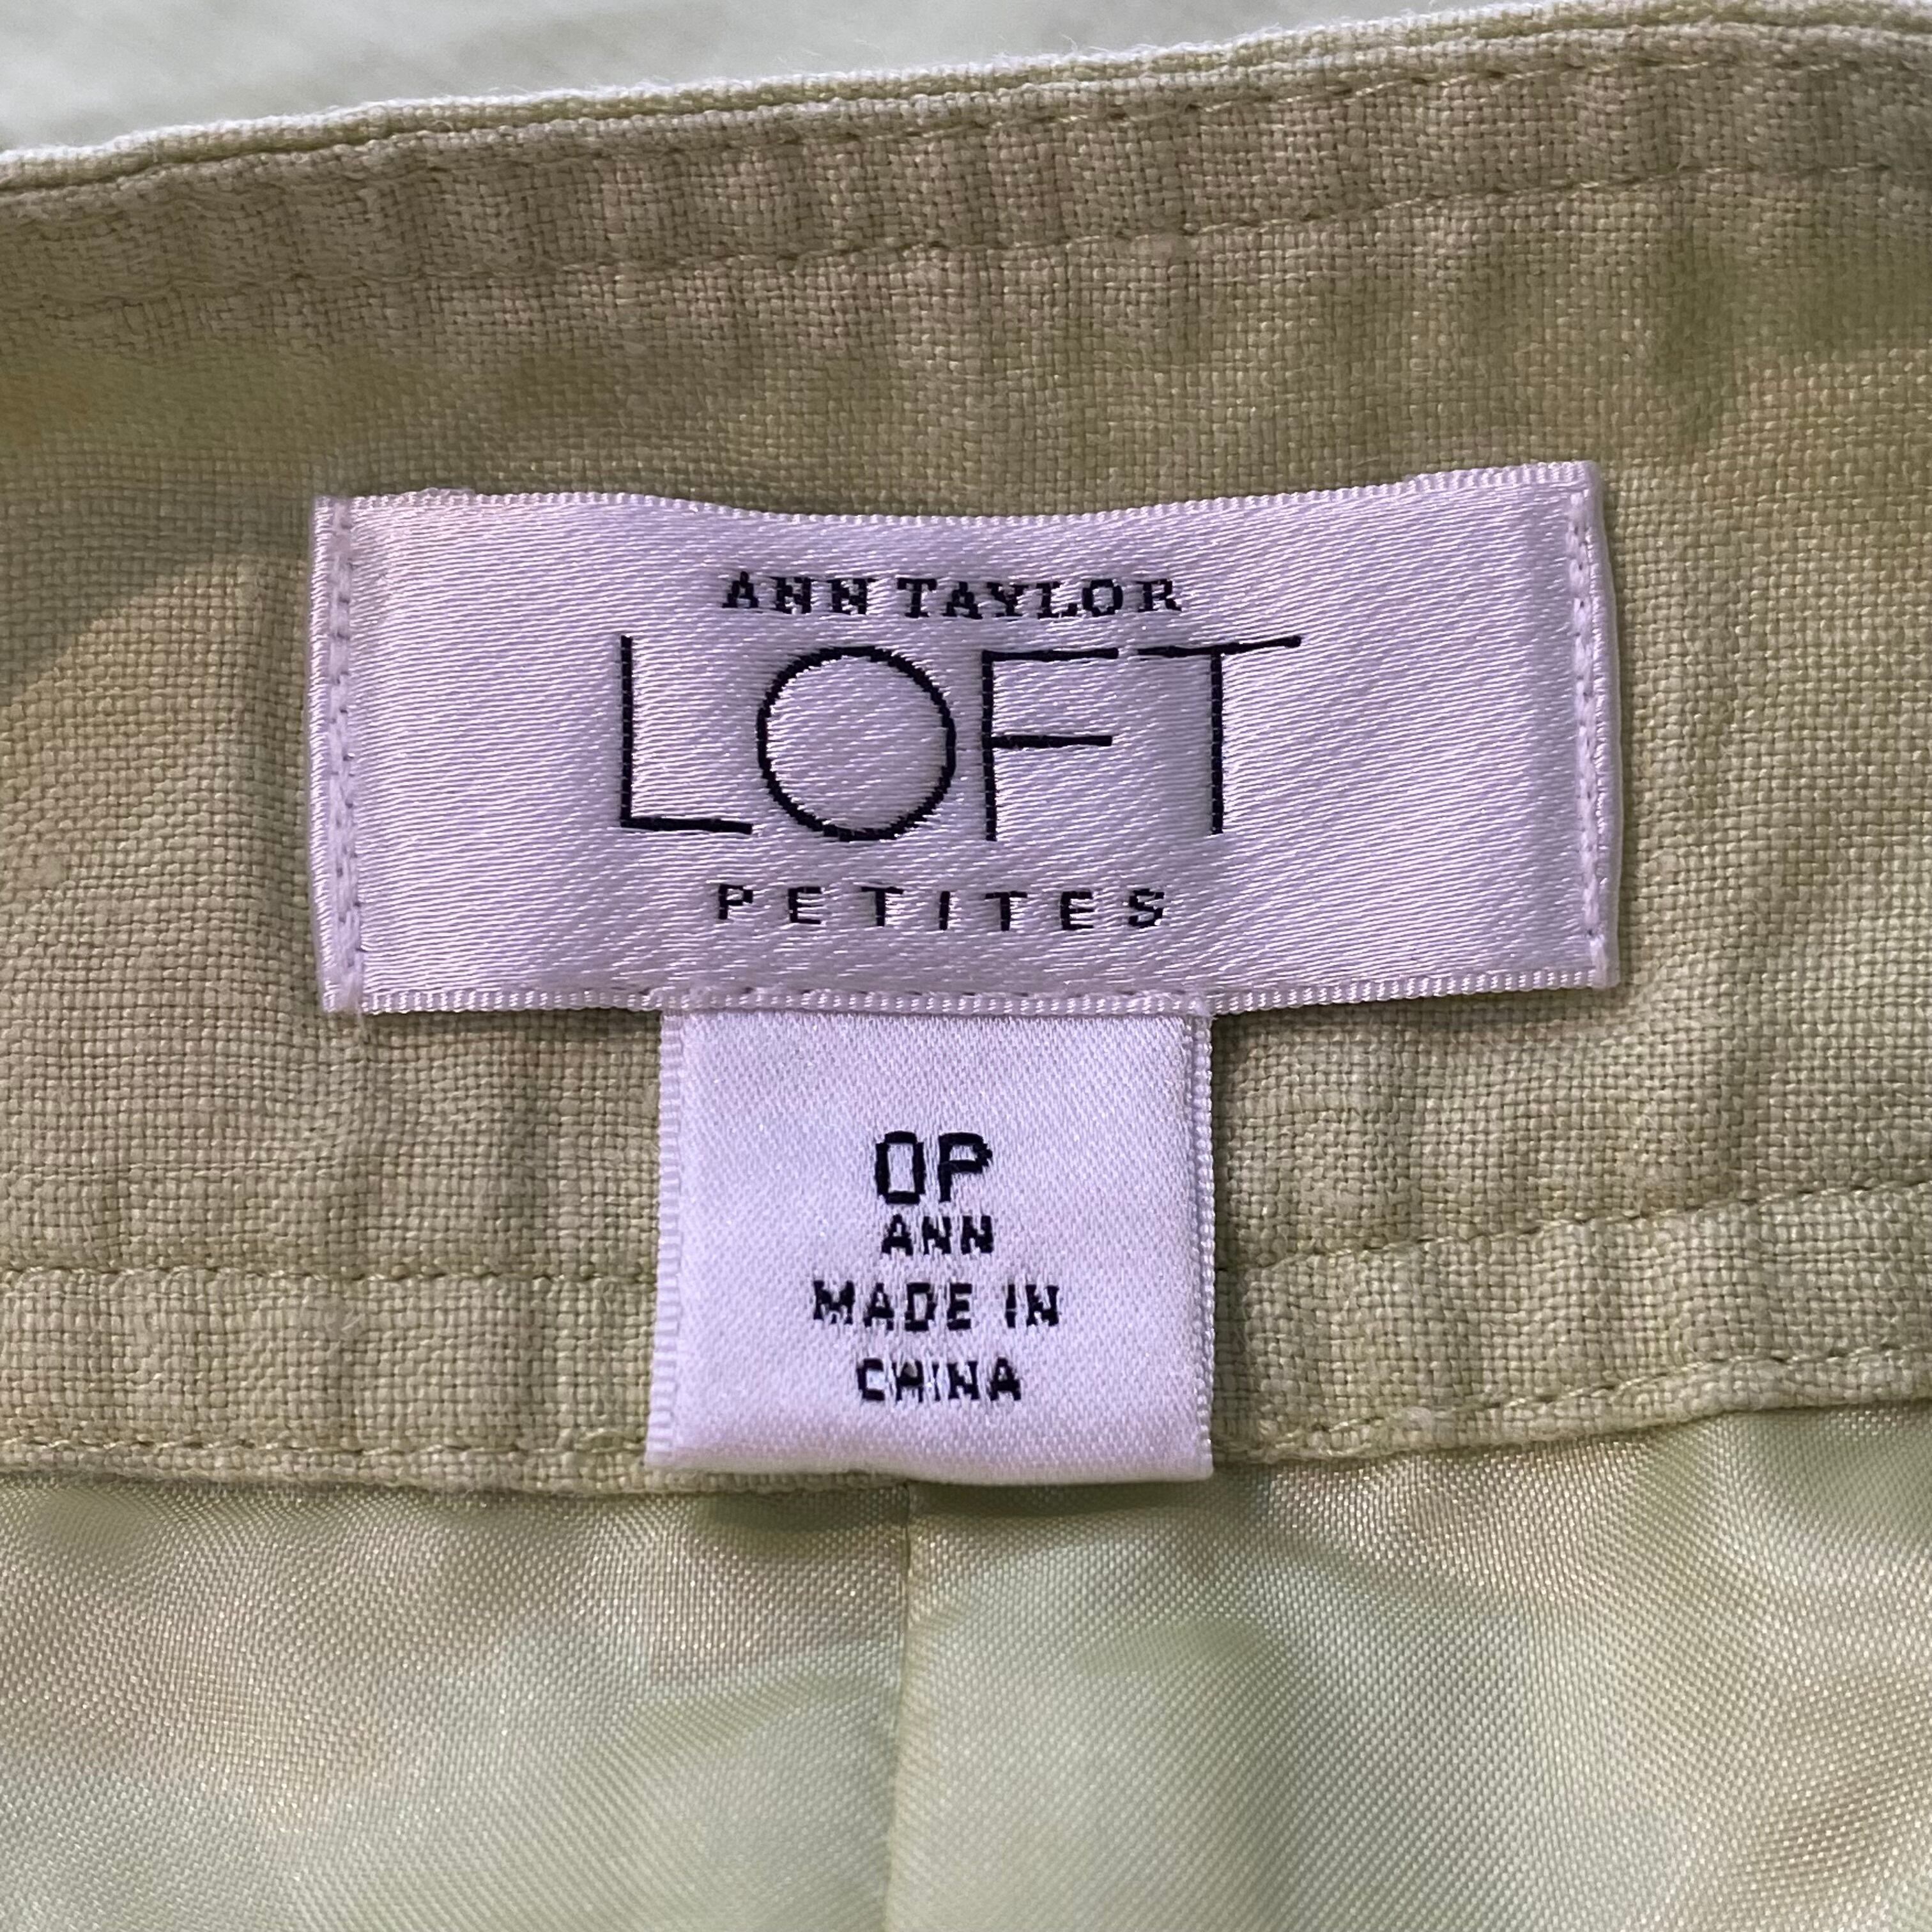 ANN TAYLOR
LOFT
PETITES
0P
ANN
MADE IN
CHINA